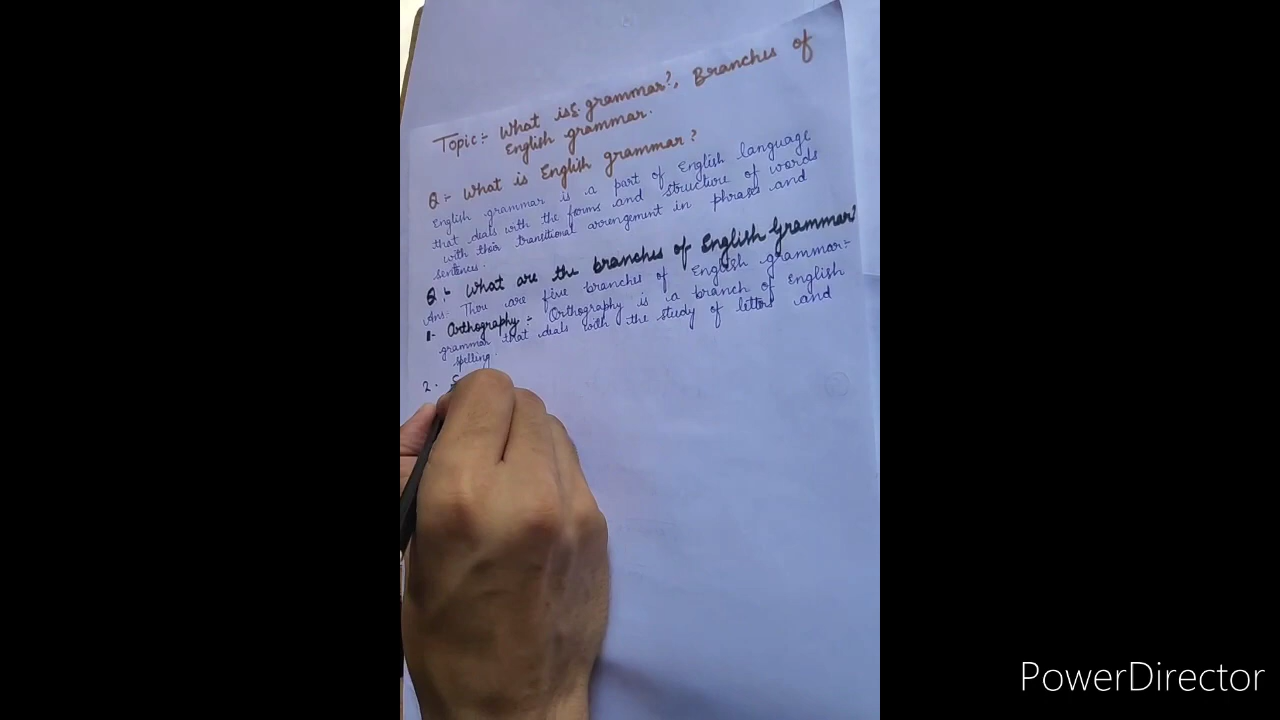 Topic:- What is E. grammar?, Branches of
English grammar.
Q:- What is English grammar?
English grammar is a part of English language
that deals with the forms and structure of words
with their transitional arrengement in phrases and
sentences.
Q:- What are the branches of English Grammar?
Ans- There are five branches of English grammar:-
1- Orthography:- Orthography is a branch of English
grammar that deals with the study of letters and
spelling.
2. S
PowerDirector